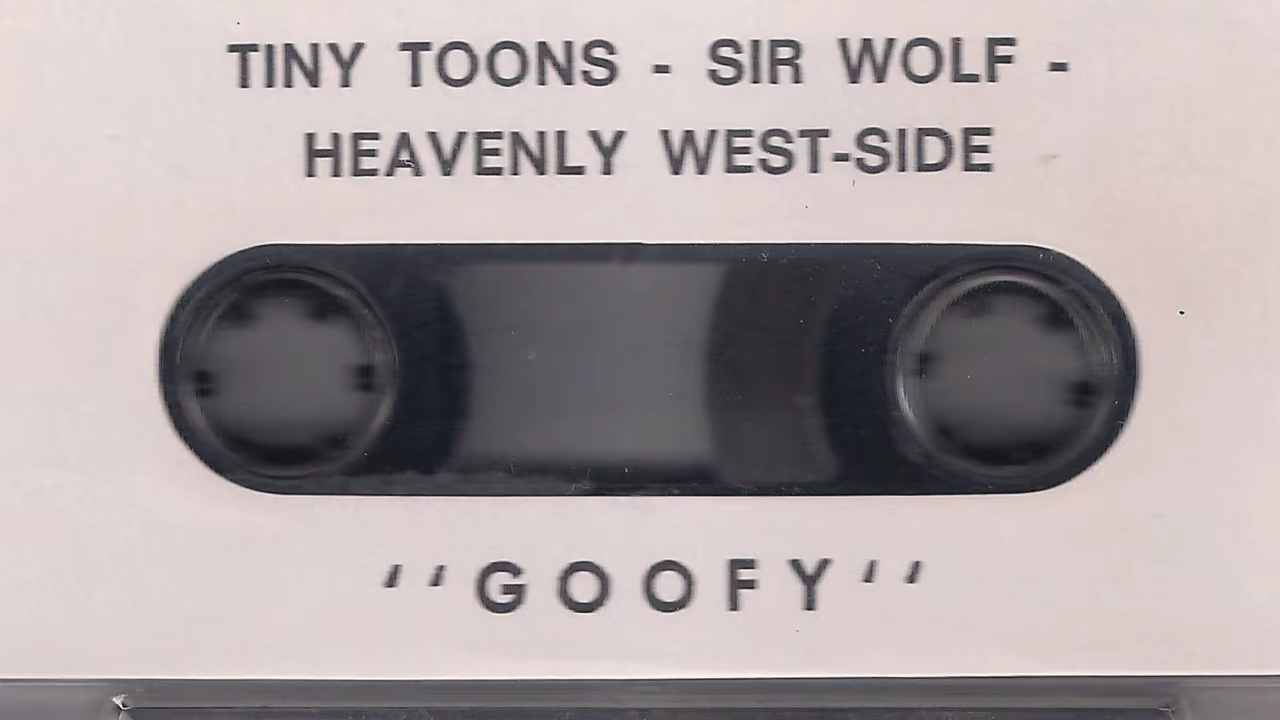 TINY TOONS - SIR WOLF -
HEAVENLY WEST-SIDE
‘‘GOOFY‘‘